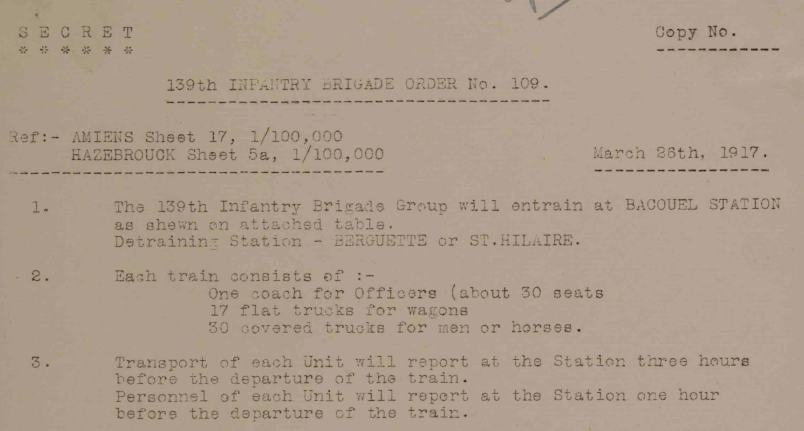 S E C R E T
* * * * * *
Copy No.
139th INFANTRY BRIGADE ORDER No. 109.
Ref:- AMIENS Sheet 17, 1/100,000
HAZEBROUCK Sheet 5a, 1/100,000
March 26th, 1917.
1. The 139th Infantry Brigade Group will entrain at BACOUEL STATION
as shewn on attached table.
Detraining Station - BERGUETTE or ST.HILAIRE.
2. Each train consists of :-
One coach for Officers (about 30 seats
17 flat trucks for wagons
30 covered trucks for men or horses.
3. Transport of each Unit will report at the Station three hours
before the departure of the train.
Personnel of each Unit will report at the Station one hour
before the departure of the train.